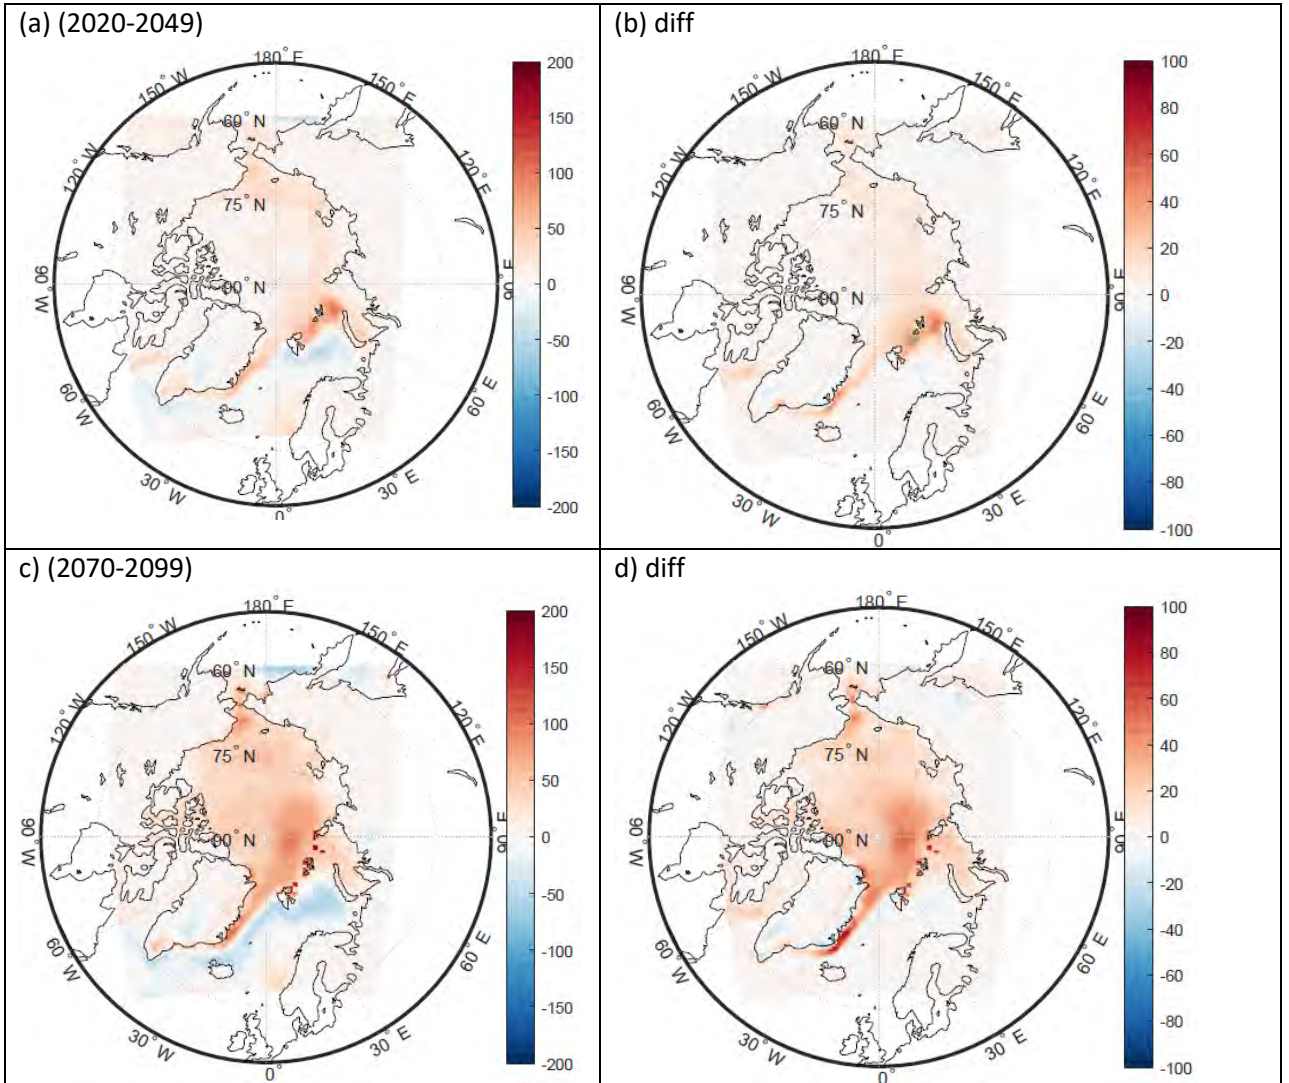 (a) (2020-2049)
180° E
150° W
150° E
60° N
120° W
120° E
75° N
90° W
90° N
90° E
60° W
60° E
30° W
30° E
0°
200
150
100
50
0
-50
-100
-150
-200
(b) diff
180° E
150° W
150° E
60° N
120° W
120° E
75° N
90° W
90° N
90° E
60° W
60° E
30° W
30° E
0°
100
80
60
40
20
0
-20
-40
-60
-80
-100
c) (2070-2099)
180° E
150° W
150° E
60° N
120° W
120° E
75° N
90° W
90° N
90° E
60° W
60° E
30° W
30° E
0°
200
150
100
50
0
-50
-100
-150
-200
d) diff
180° E
150° W
150° E
60° N
120° W
120° E
75° N
90° W
90° N
90° E
60° W
60° E
30° W
30° E
0°
100
80
60
40
20
0
-20
-40
-60
-80
-100